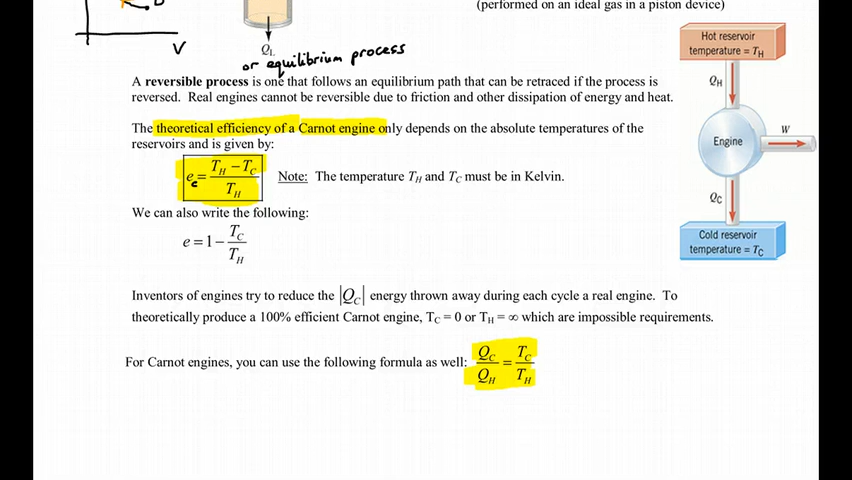 (performed on an ideal gas in a piston device)
V
Q_L
or equilibrium process
A reversible process is one that follows an equilibrium path that can be retraced if the process is
reversed. Real engines cannot be reversible due to friction and other dissipation of energy and heat.
The theoretical efficiency of a Carnot engine only depends on the absolute temperatures of the
reservoirs and is given by:
e_c = (T_H − T_C) / T_H Note: The temperature T_H and T_C must be in Kelvin.
We can also write the following:
e = 1 − T_C / T_H
Inventors of engines try to reduce the |Q_C| energy thrown away during each cycle a real engine. To
theoretically produce a 100% efficient Carnot engine, T_C = 0 or T_H = ∞ which are impossible requirements.
For Carnot engines, you can use the following formula as well: Q_C / Q_H = T_C / T_H
Hot reservoir
temperature = T_H
Q_H
Engine
W
Q_C
Cold reservoir
temperature = T_C